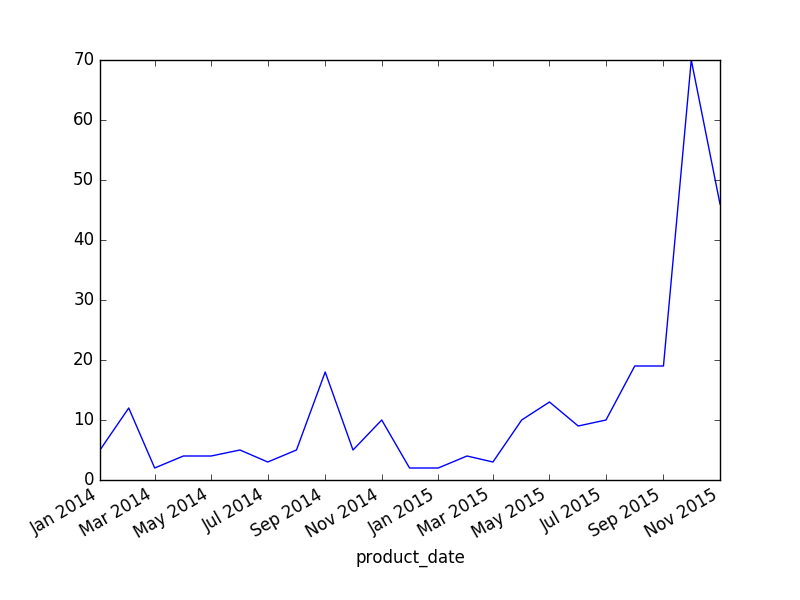 70
60
50
40
30
20
10
0
Jan 2014
Mar 2014
May 2014
Jul 2014
Sep 2014
Nov 2014
Jan 2015
Mar 2015
May 2015
Jul 2015
Sep 2015
Nov 2015
product_date